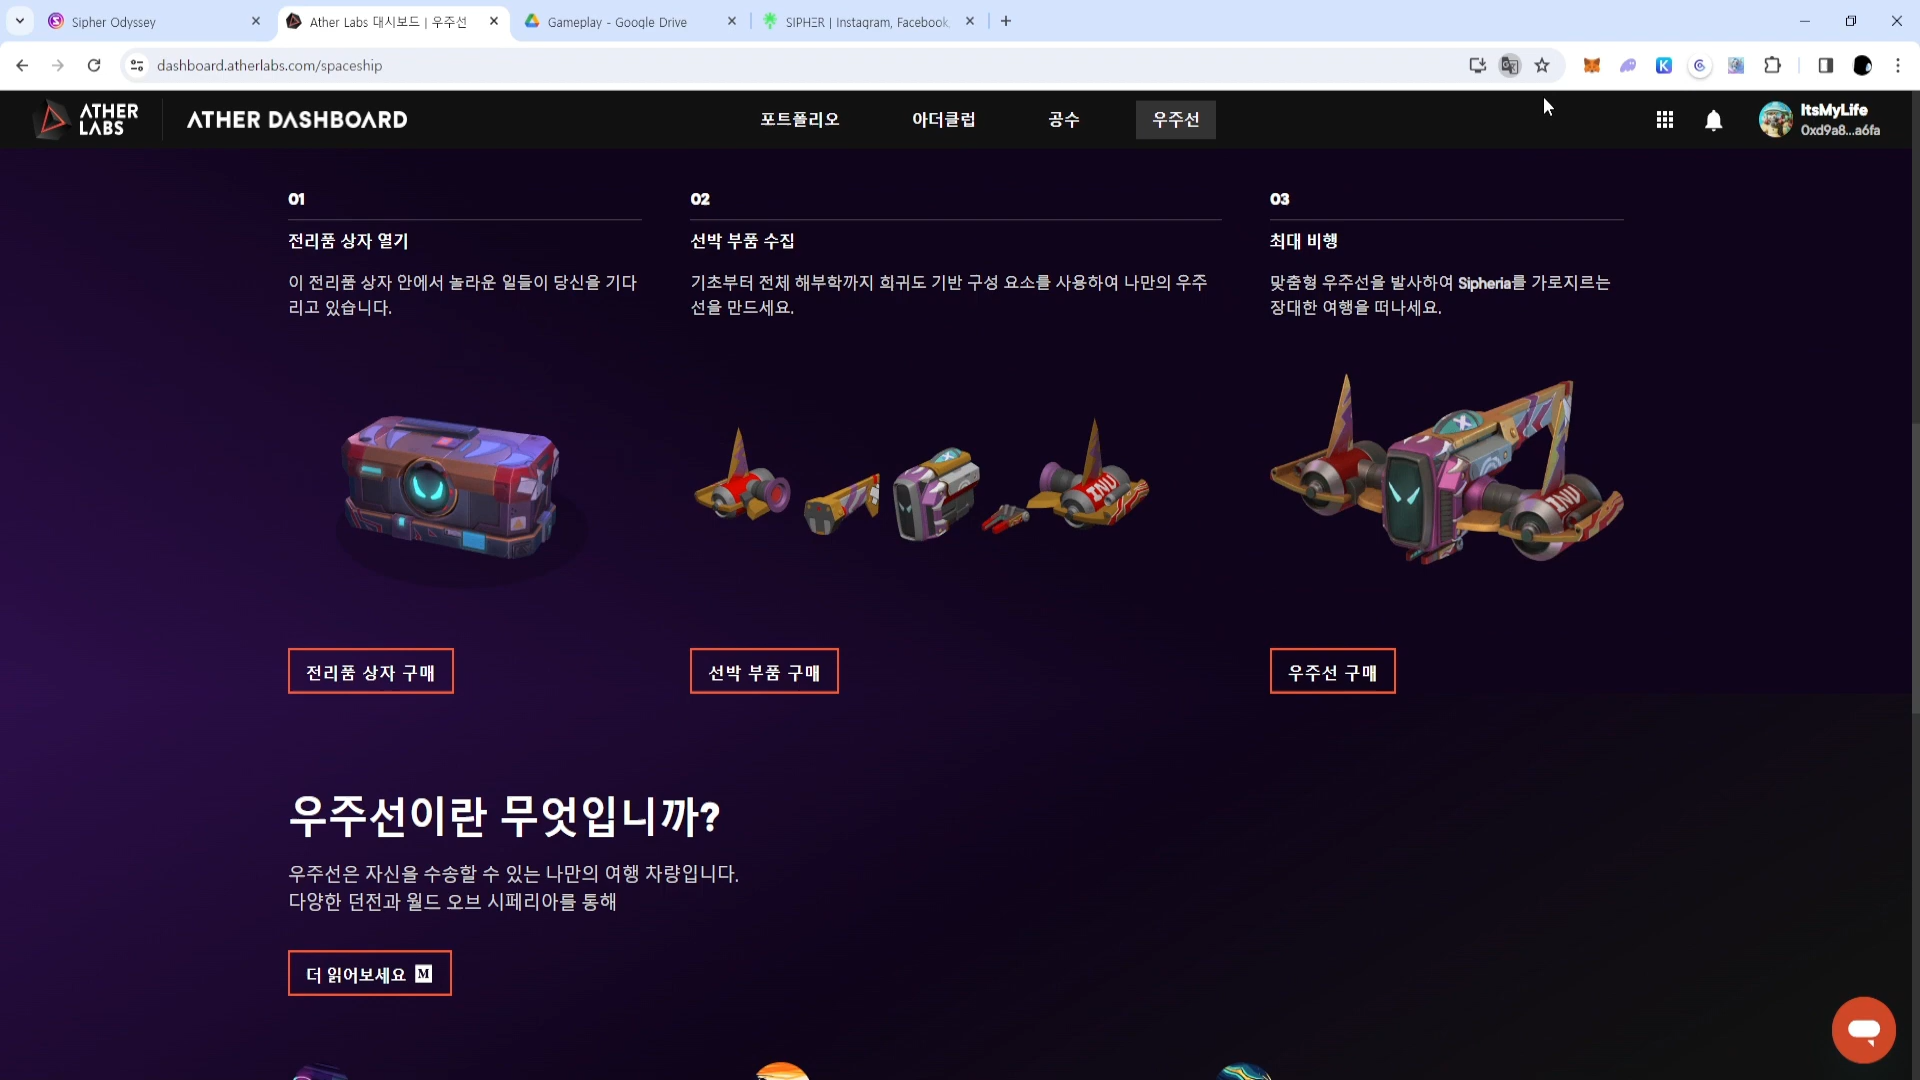 Sipher Odyssey
Ather Labs 대시보드 | 우주선
Gameplay - Google Drive
SIPHER | Instagram, Facebook
dashboard.atherlabs.com/spaceship
ATHER LABS
ATHER DASHBOARD
포트폴리오
아더클럽
공수
우주선
ItsMyLife
0xd9a8...a6fa
01
전리품 상자 열기
이 전리품 상자 안에서 놀라운 일들이 당신을 기다
리고 있습니다.
전리품 상자 구매
02
선박 부품 수집
기초부터 전체 해부학까지 희귀도 기반 구성 요소를 사용하여 나만의 우주
선을 만드세요.
INU
선박 부품 구매
03
최대 비행
맞춤형 우주선을 발사하여 Sipheria를 가로지르는
장대한 여행을 떠나세요.
INU
우주선 구매
우주선이란 무엇입니까?
우주선은 자신을 수송할 수 있는 나만의 여행 차량입니다.
다양한 던전과 월드 오브 시페리아를 통해
더 읽어보세요 M